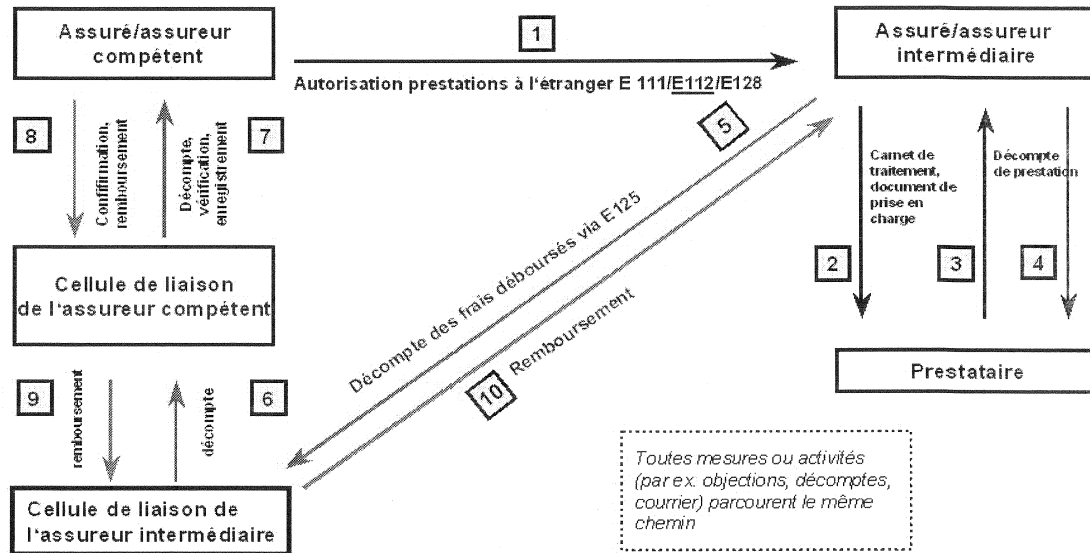 Assuré/assureur
compétent
1
Autorisation prestations à l'étranger E 111/E112/E128
Assuré/assureur
intermédiaire
8
Confifirmation,
remboursement
Décompte,
vérification,
enregistrement
7
5
Décompte des frais déboursés via E125
Remboursement
10
Carnet de
traitement,
document de
prise en
charge
2
3
Décompte
de prestation
4
Cellule de liaison
de l'assureur compétent
Prestataire
9
remboursement
décompte
6
Cellule de liaison de
l'assureur intermédiaire
Toutes mesures ou activités
(par ex. objections, décomptes,
courrier) parcourent le même
chemin